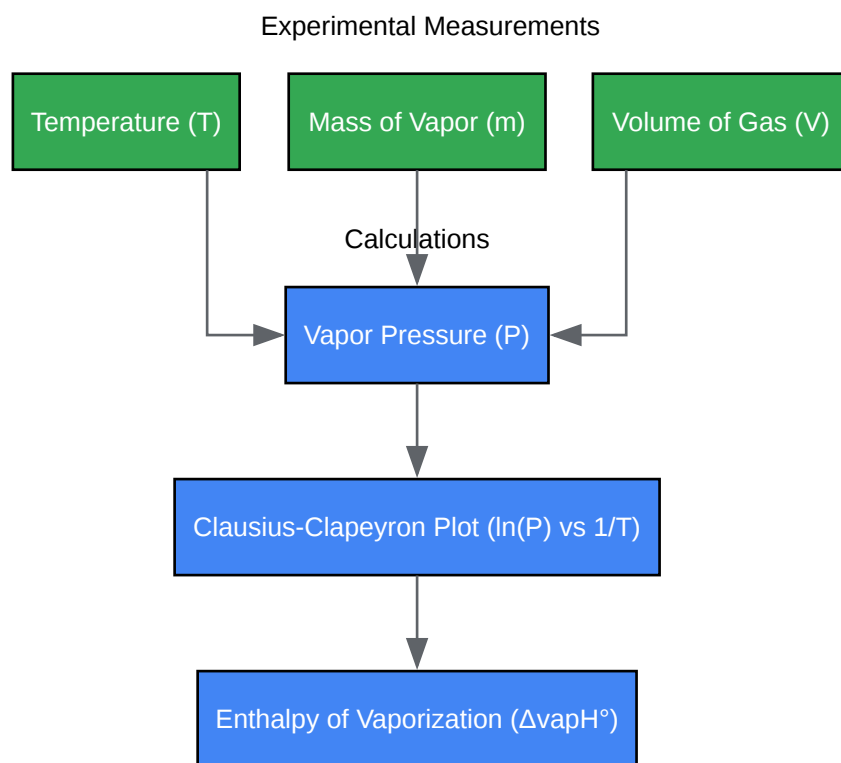 Experimental Measurements
Temperature (T)
Mass of Vapor (m)
Volume of Gas (V)
Calculations
Vapor Pressure (P)
Clausius-Clapeyron Plot (ln(P) vs 1/T)
Enthalpy of Vaporization (ΔvapH°)